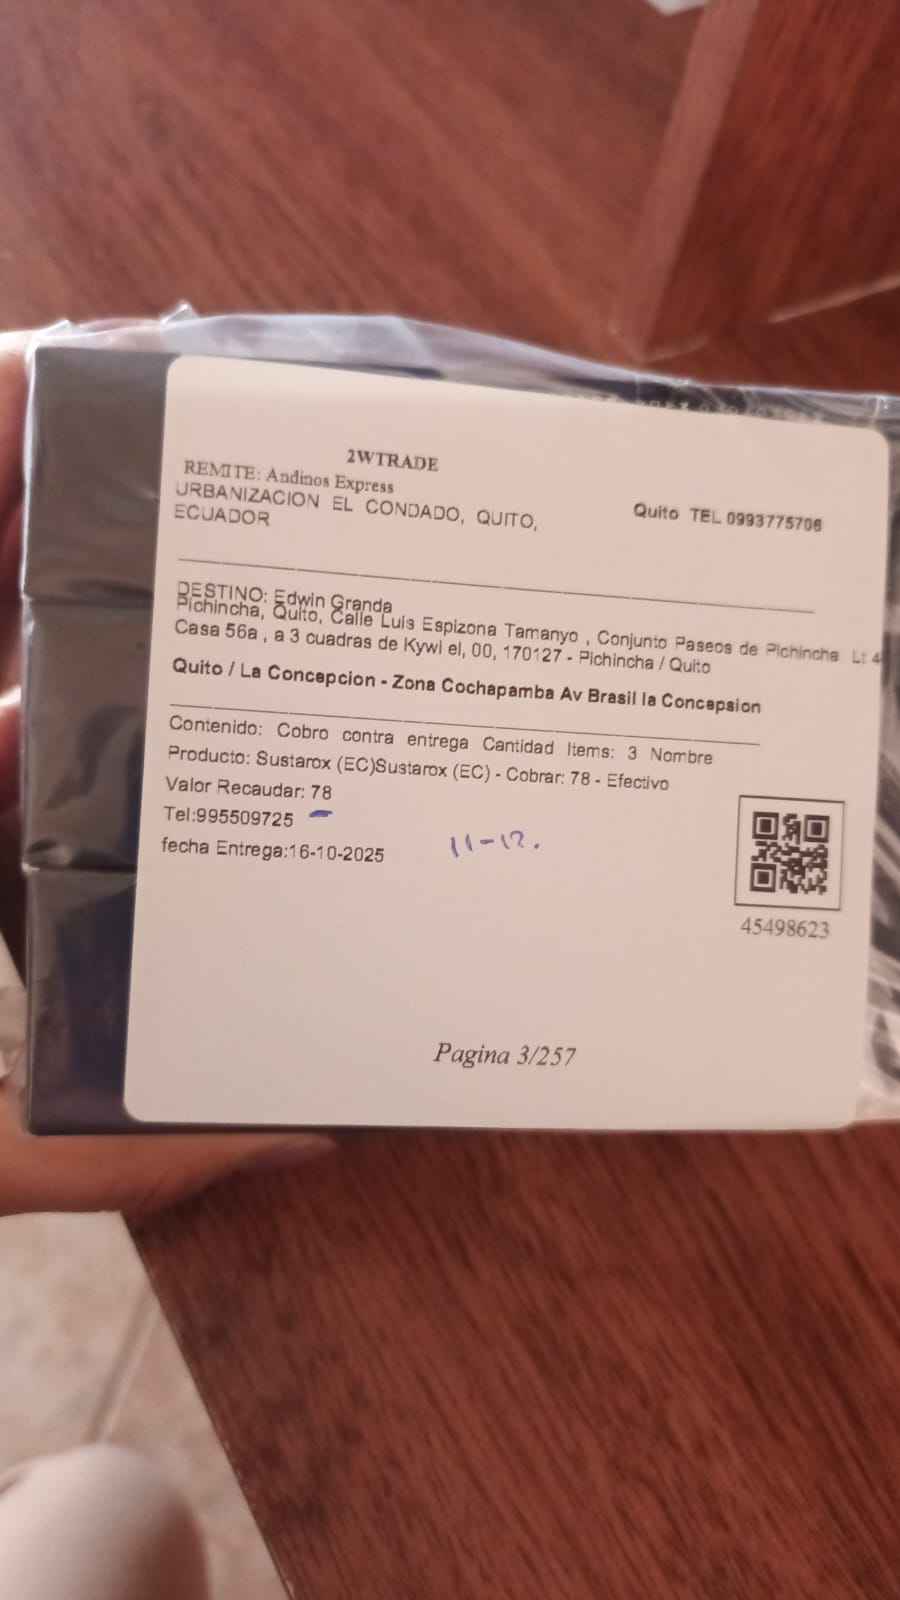 2WTRADE
REMITE: Andinos Express
URBANIZACION EL CONDADO, QUITO,
ECUADOR
Quito TEL 0993775706
DESTINO: Edwin Granda
Pichincha, Quito, Calle Luis Espizona Tamanyo , Conjunto Paseos de Pichincha Lt 4
Casa 56a , a 3 cuadras de Kywi el, 00, 170127 - Pichincha / Quito
Quito / La Concepcion - Zona Cochapamba Av Brasil la Concepsion
Contenido: Cobro contra entrega Cantidad Items: 3 Nombre
Producto: Sustarox (EC)Sustarox (EC) - Cobrar: 78 - Efectivo
Valor Recaudar: 78
Tel:995509725
fecha Entrega:16-10-2025
11-12.
45498623
Pagina 3/257